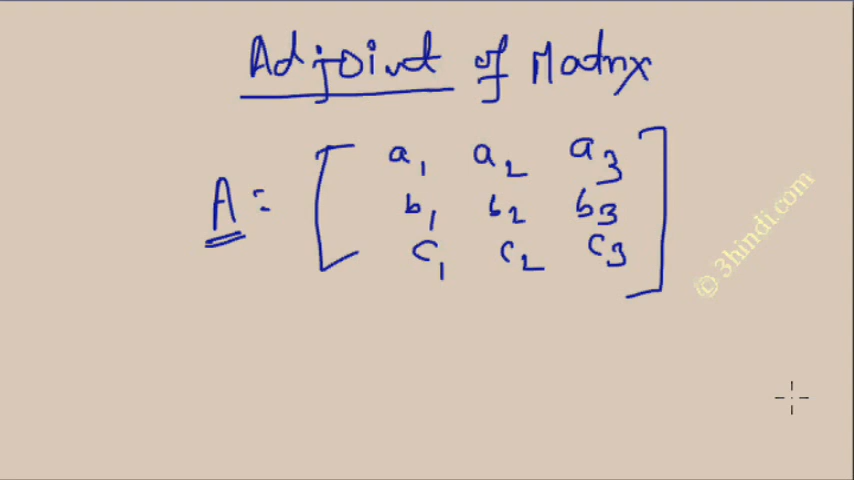 Adjoint of Matrix
A = [ a₁ a₂ a₃
b₁ b₂ b₃
c₁ c₂ c₃ ]
© 3hindi.com